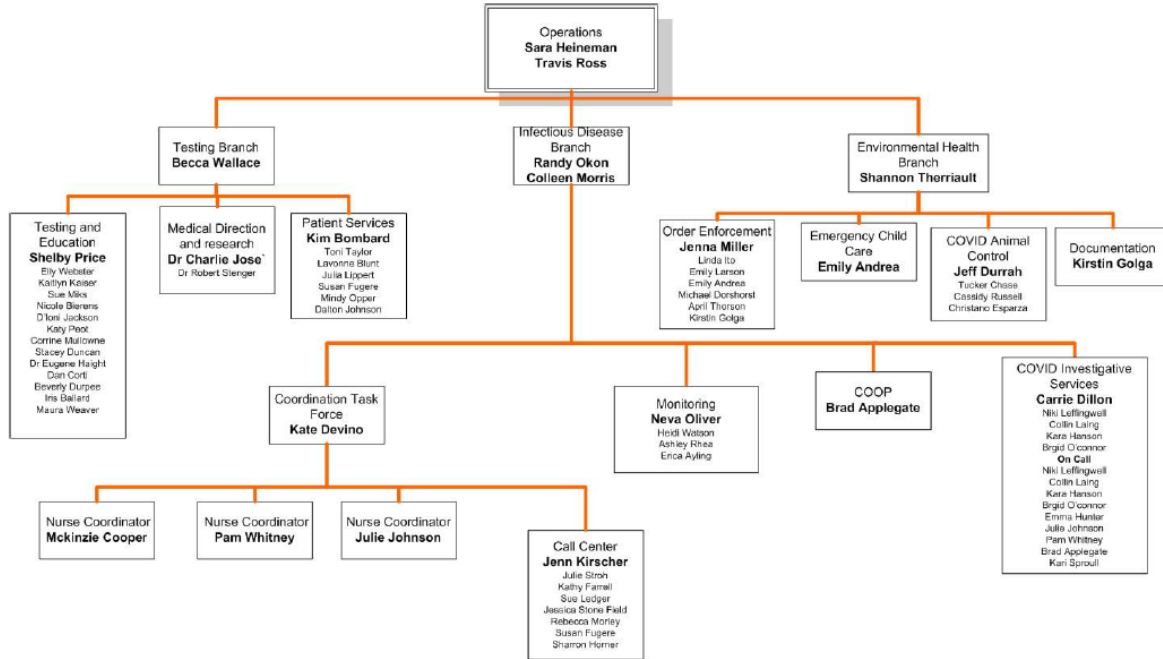 Operations
Sara Heineman
Travis Ross
Testing Branch
Becca Wallace
Infectious Disease
Branch
Randy Okon
Colleen Morris
Environmental Health
Branch
Shannon Therriault
Testing and
Education
Shelby Price
Elly Webster
Kaitlyn Kaiser
Sue Miks
Nicole Bierens
D'loni Jackson
Katy Peot
Corrine Mullowne
Stacey Duncan
Dr Eugene Haight
Dan Corti
Beverly Durpee
Iris Ballard
Maura Weaver
Medical Direction
and research
Dr Charlie Jose`
Dr Robert Stenger
Patient Services
Kim Bombard
Toni Taylor
Lavonne Blunt
Julia Lippert
Susan Fugere
Mindy Opper
Dalton Johnson
Order Enforcement
Jenna Miller
Linda Ito
Emily Larson
Emily Andrea
Michael Dorshorst
April Thorson
Kirstin Golga
Emergency Child
Care
Emily Andrea
COVID Animal
Control
Jeff Durrah
Tucker Chase
Cassidy Russell
Christano Esparza
Documentation
Kirstin Golga
Coordination Task
Force
Kate Devino
Monitoring
Neva Oliver
Heidi Watson
Ashley Rhea
Erica Ayling
COOP
Brad Applegate
COVID Investigative
Services
Carrie Dillon
Niki Leffingwell
Collin Laing
Kara Hanson
Brgid O'connor
On Call
Niki Leffingwell
Collin Laing
Kara Hanson
Brgid O'connor
Emma Hunter
Julie Johnson
Pam Whitney
Brad Applegate
Kari Sproull
Nurse Coordinator
Mckinzie Cooper
Nurse Coordinator
Pam Whitney
Nurse Coordinator
Julie Johnson
Call Center
Jenn Kirscher
Julie Stroh
Kathy Farrell
Sue Ledger
Jessica Stone Field
Rebecca Morley
Susan Fugere
Sharron Horner